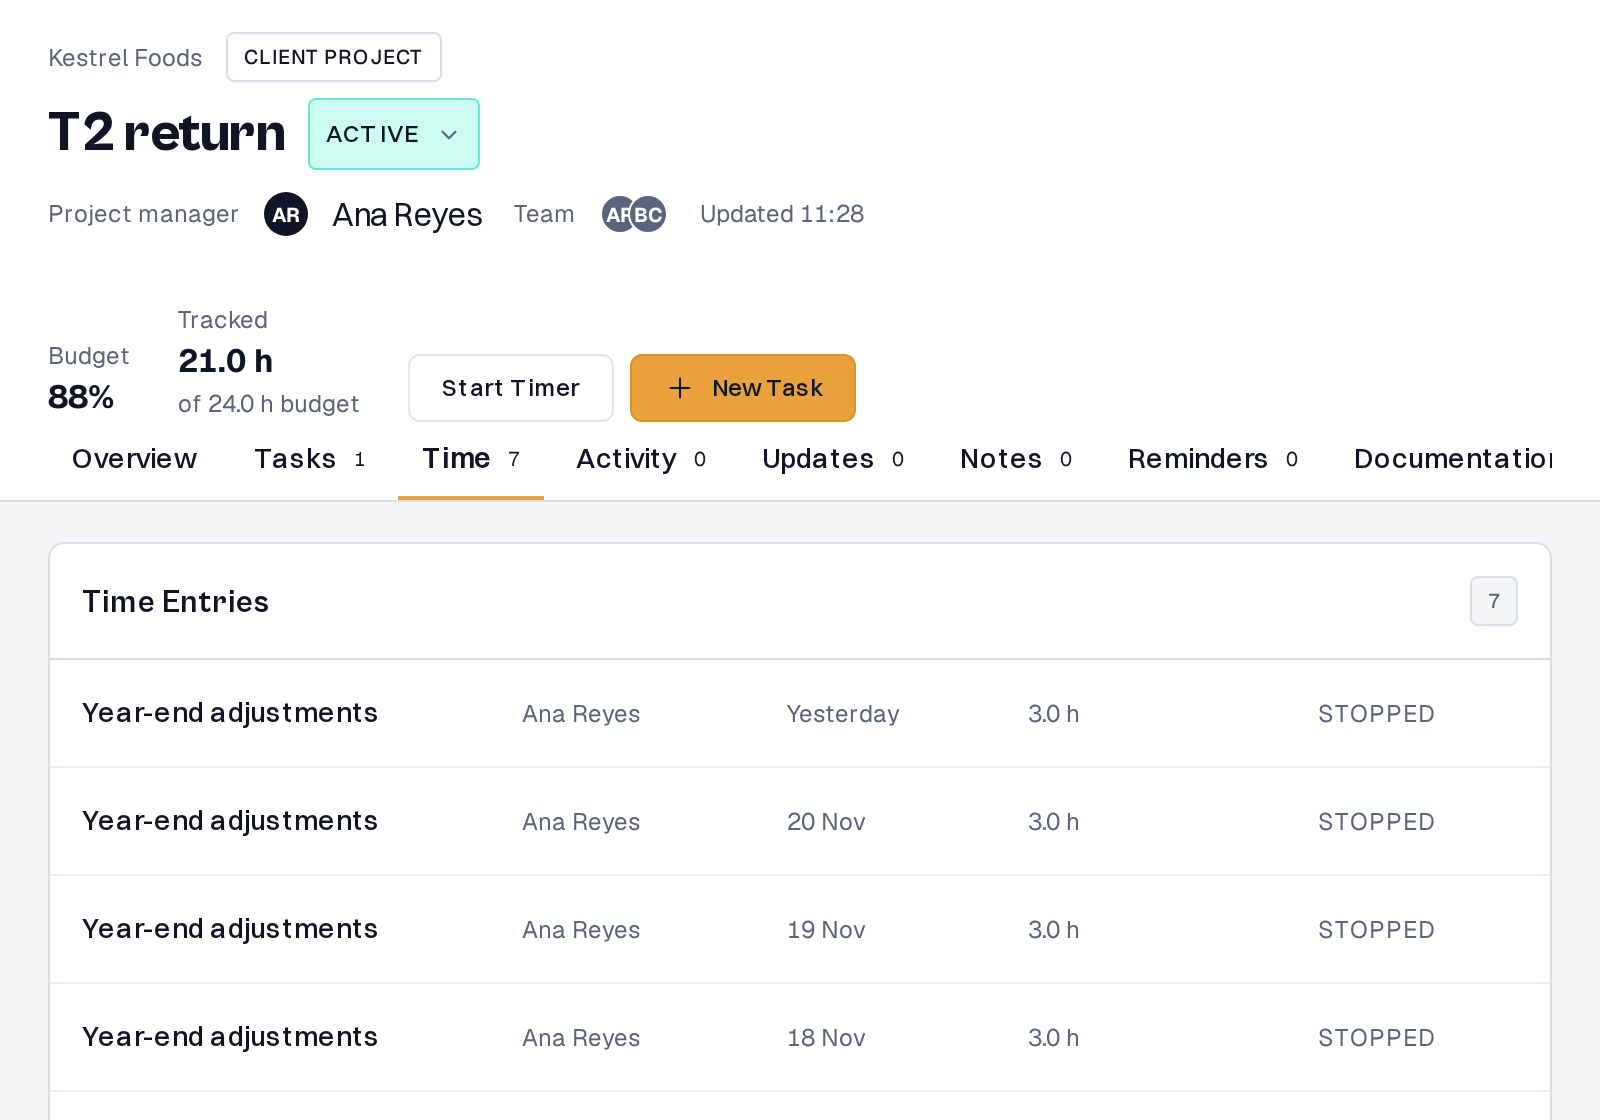 Kestrel Foods CLIENT PROJECT
T2 return ACTIVE
Project manager AR Ana Reyes Team AR BC Updated 11:28
Tracked
Budget 21.0 h
88% of 24.0 h budget
Start Timer New Task
Overview Tasks 1 Time 7 Activity 0 Updates 0 Notes 0 Reminders 0 Documentation
Time Entries 7
Year-end adjustments Ana Reyes Yesterday 3.0 h STOPPED
Year-end adjustments Ana Reyes 20 Nov 3.0 h STOPPED
Year-end adjustments Ana Reyes 19 Nov 3.0 h STOPPED
Year-end adjustments Ana Reyes 18 Nov 3.0 h STOPPED